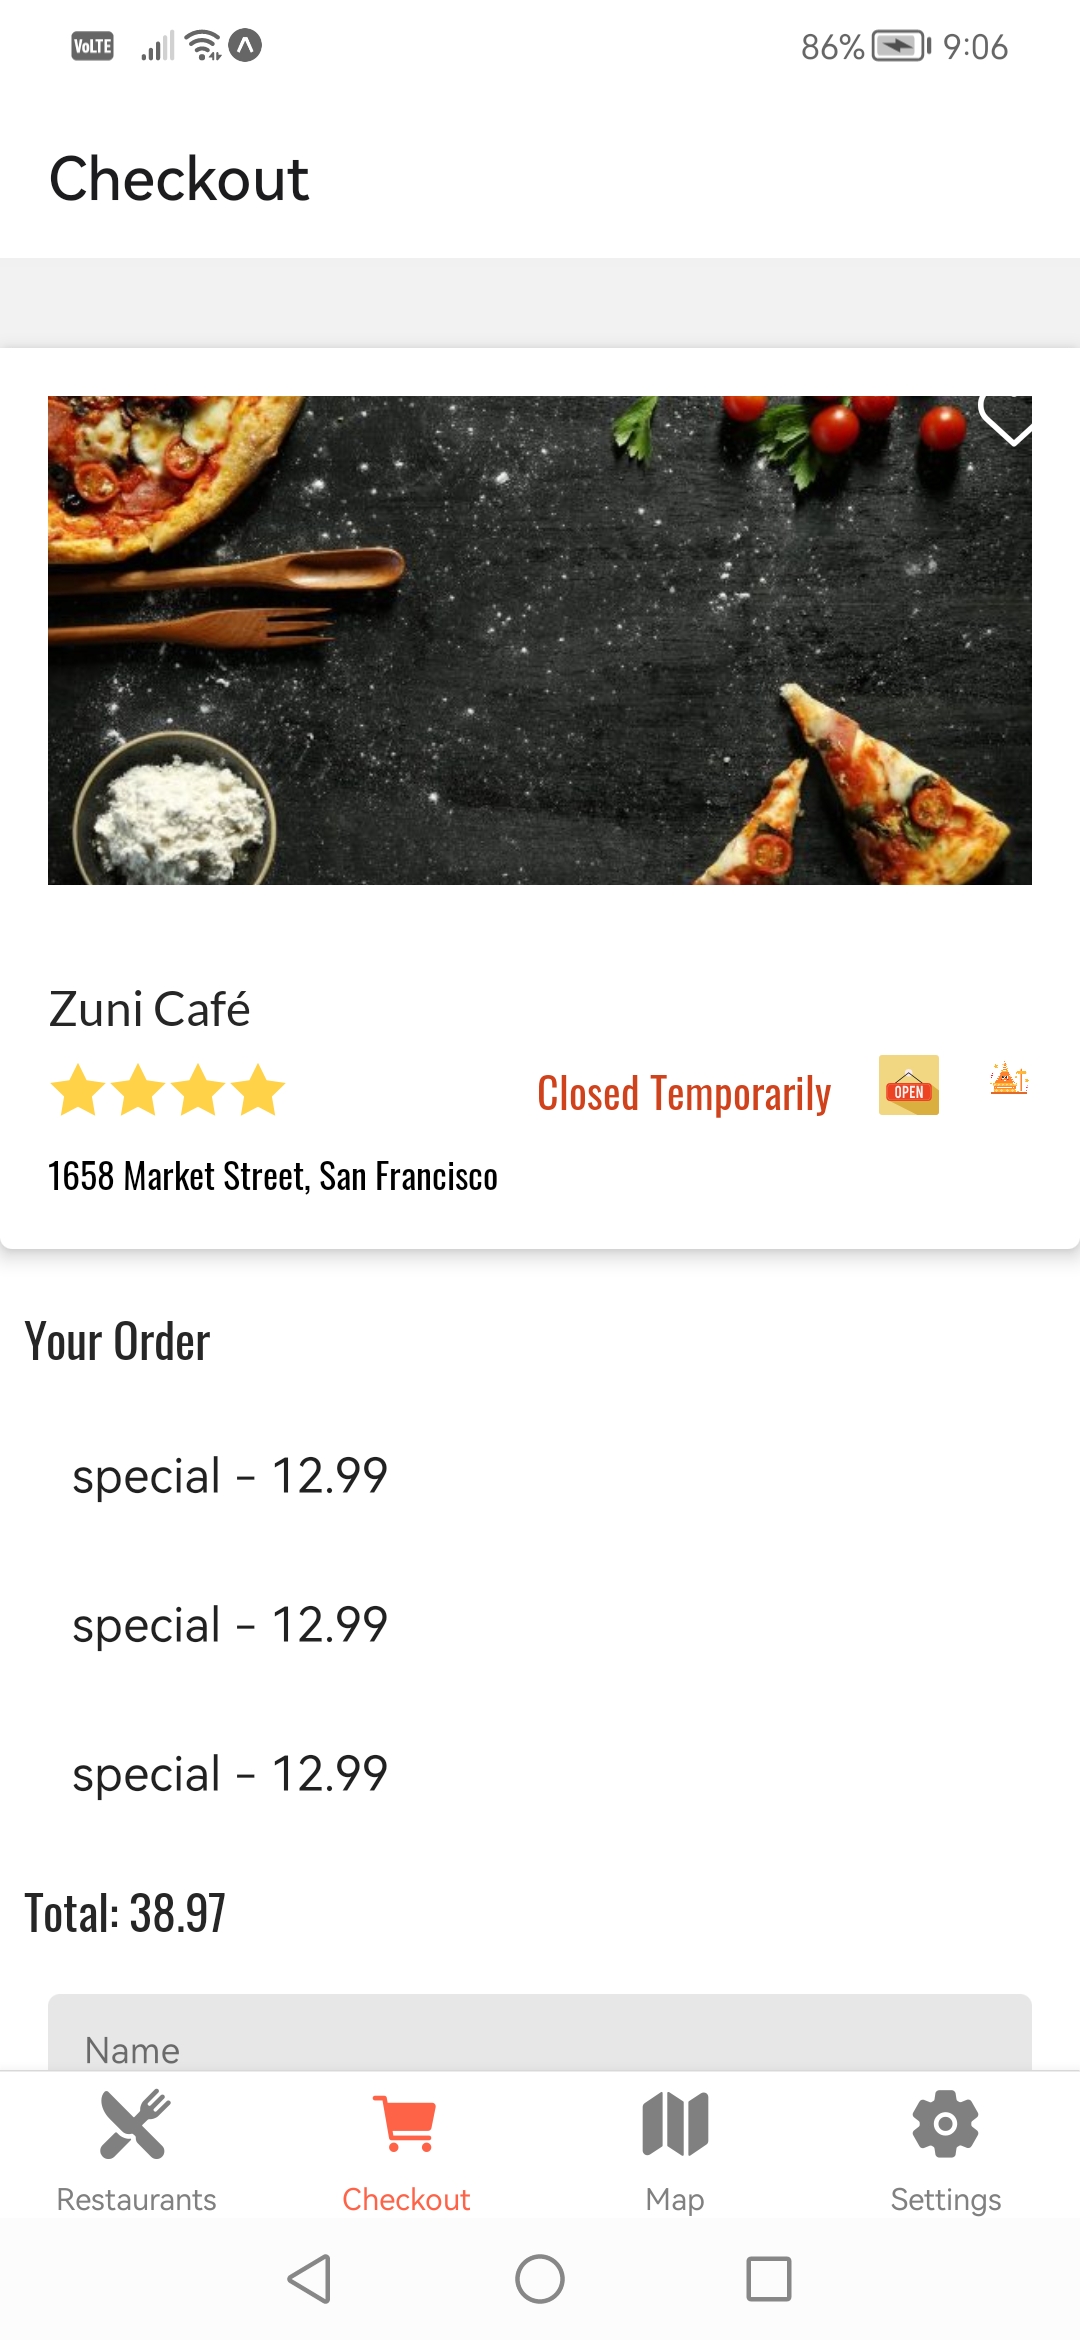 VoLTE 86% 9:06
Checkout
Zuni Café
Closed Temporarily OPEN
1658 Market Street, San Francisco
Your Order
special - 12.99
special - 12.99
special - 12.99
Total: 38.97
Name
Restaurants Checkout Map Settings